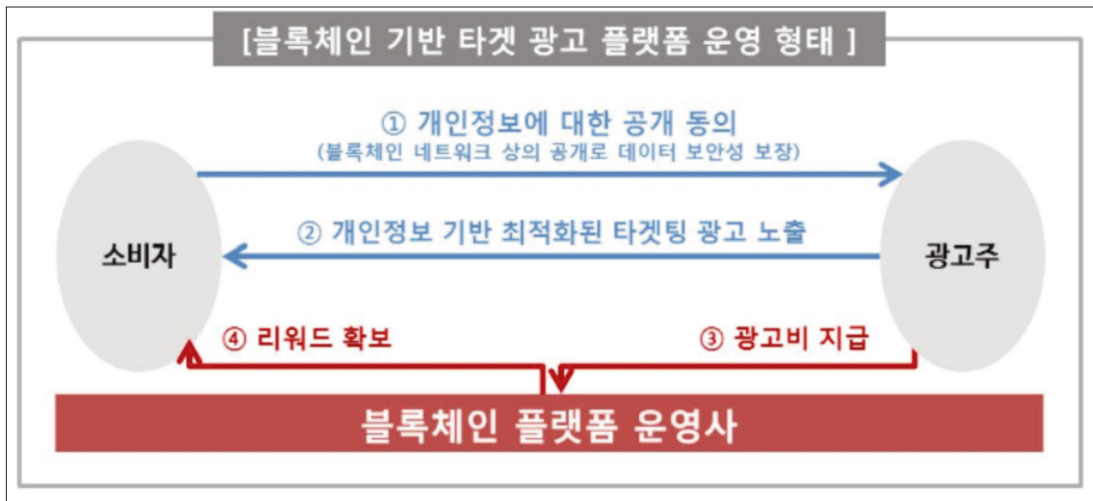 [블록체인 기반 타겟 광고 플랫폼 운영 형태 ]
① 개인정보에 대한 공개 동의
(블록체인 네트워크 상의 공개로 데이터 보안성 보장)
② 개인정보 기반 최적화된 타겟팅 광고 노출
소비자
광고주
④ 리워드 확보
③ 광고비 지급
블록체인 플랫폼 운영사